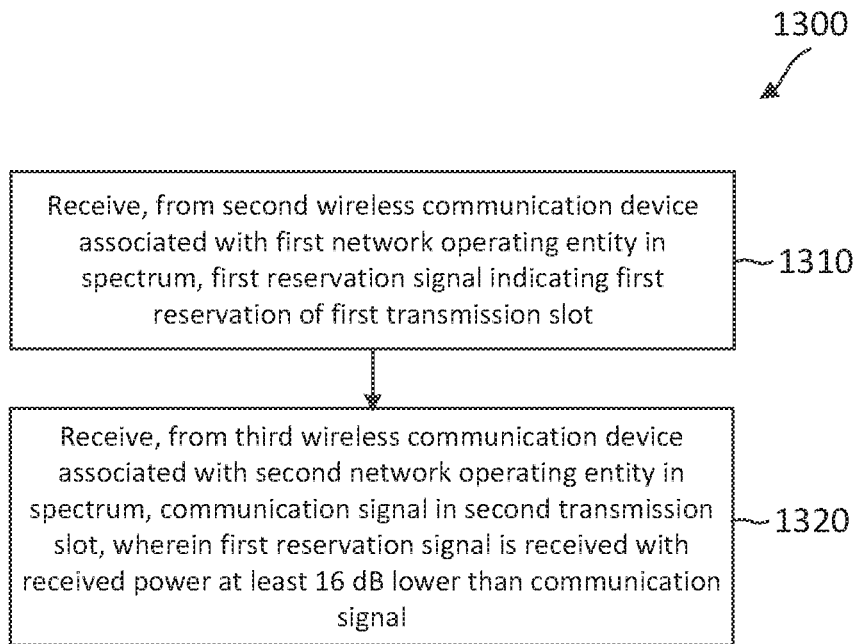 1300
Receive, from second wireless communication device
associated with first network operating entity in
spectrum, first reservation signal indicating first
reservation of first transmission slot
1310
Receive, from third wireless communication device
associated with second network operating entity in
spectrum, communication signal in second transmission
slot, wherein first reservation signal is received with
received power at least 16 dB lower than communication
signal
1320